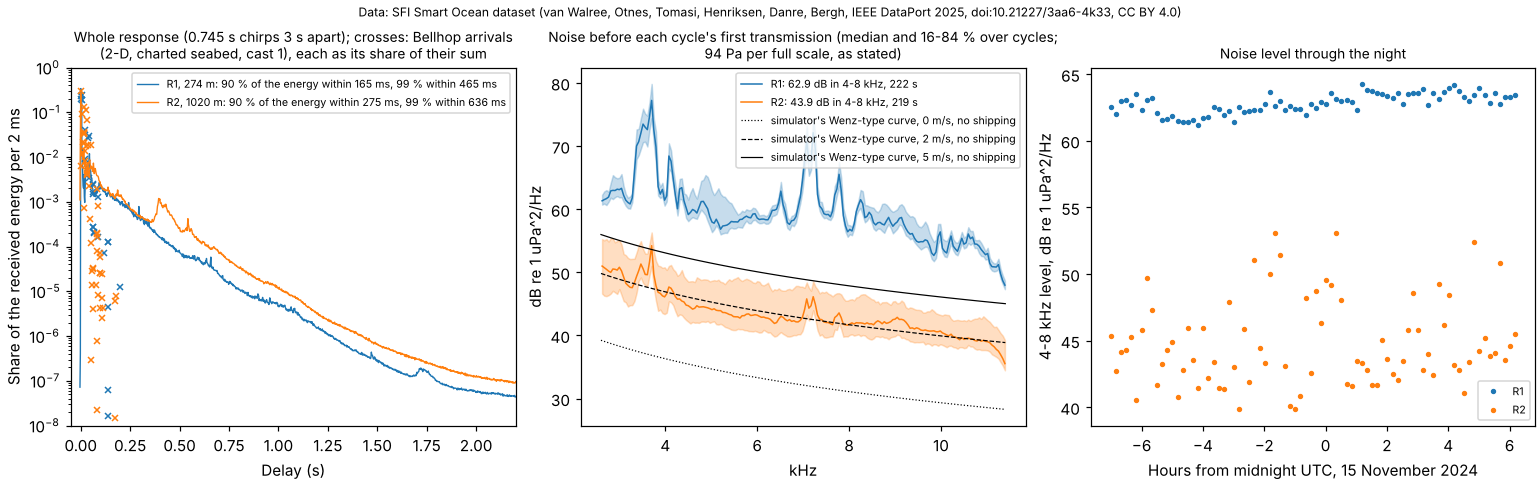 Data: SFI Smart Ocean dataset (van Walree, Otnes, Tomasi, Henriksen, Danre, Bergh, IEEE DataPort 2025, doi:10.21227/3aa6-4k33, CC BY 4.0)
Whole response (0.745 s chirps 3 s apart); crosses: Bellhop arrivals
(2-D, charted seabed, cast 1), each as its share of their sum
R1, 274 m: 90 % of the energy within 165 ms, 99 % within 465 ms
R2, 1020 m: 90 % of the energy within 275 ms, 99 % within 636 ms
Share of the received energy per 2 ms
10^0
10^-1
10^-2
10^-3
10^-4
10^-5
10^-6
10^-7
10^-8
0.00 0.25 0.50 0.75 1.00 1.25 1.50 1.75 2.00
Delay (s)
Noise before each cycle's first transmission (median and 16-84 % over cycles;
94 Pa per full scale, as stated)
R1: 62.9 dB in 4-8 kHz, 222 s
R2: 43.9 dB in 4-8 kHz, 219 s
simulator's Wenz-type curve, 0 m/s, no shipping
simulator's Wenz-type curve, 2 m/s, no shipping
simulator's Wenz-type curve, 5 m/s, no shipping
dB re 1 uPa^2/Hz
80
70
60
50
40
30
4 6 8 10
kHz
Noise level through the night
4-8 kHz level, dB re 1 uPa^2/Hz
65
60
55
50
45
40
R1
R2
−6 −4 −2 0 2 4 6
Hours from midnight UTC, 15 November 2024